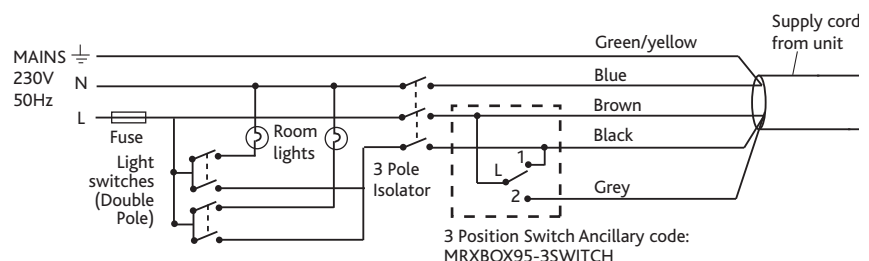 Supply cord
from unit
Green/yellow
MAINS
230V
50Hz
N
Blue
L
Brown
Fuse
Room
lights
Black
Light
switches
(Double
Pole)
3 Pole
Isolator
L
1
2
Grey
3 Position Switch Ancillary code:
MRXBOX95-3SWITCH